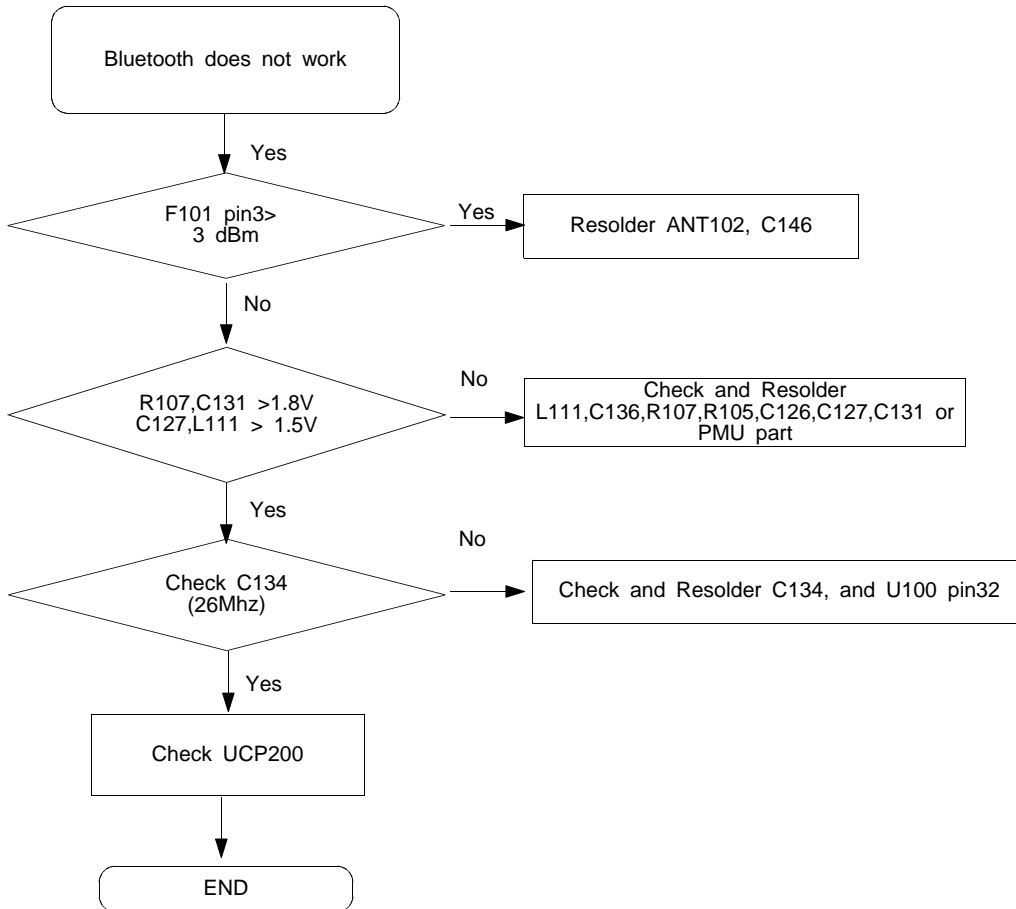 Bluetooth does not work
Yes
F101 pin3>
3 dBm
Yes
Resolder ANT102, C146
No
R107,C131 >1.8V
C127,L111 > 1.5V
No
Check and Resolder
L111,C136,R107,R105,C126,C127,C131 or
PMU part
Yes
Check C134
(26Mhz)
No
Check and Resolder C134, and U100 pin32
Yes
Check UCP200
END